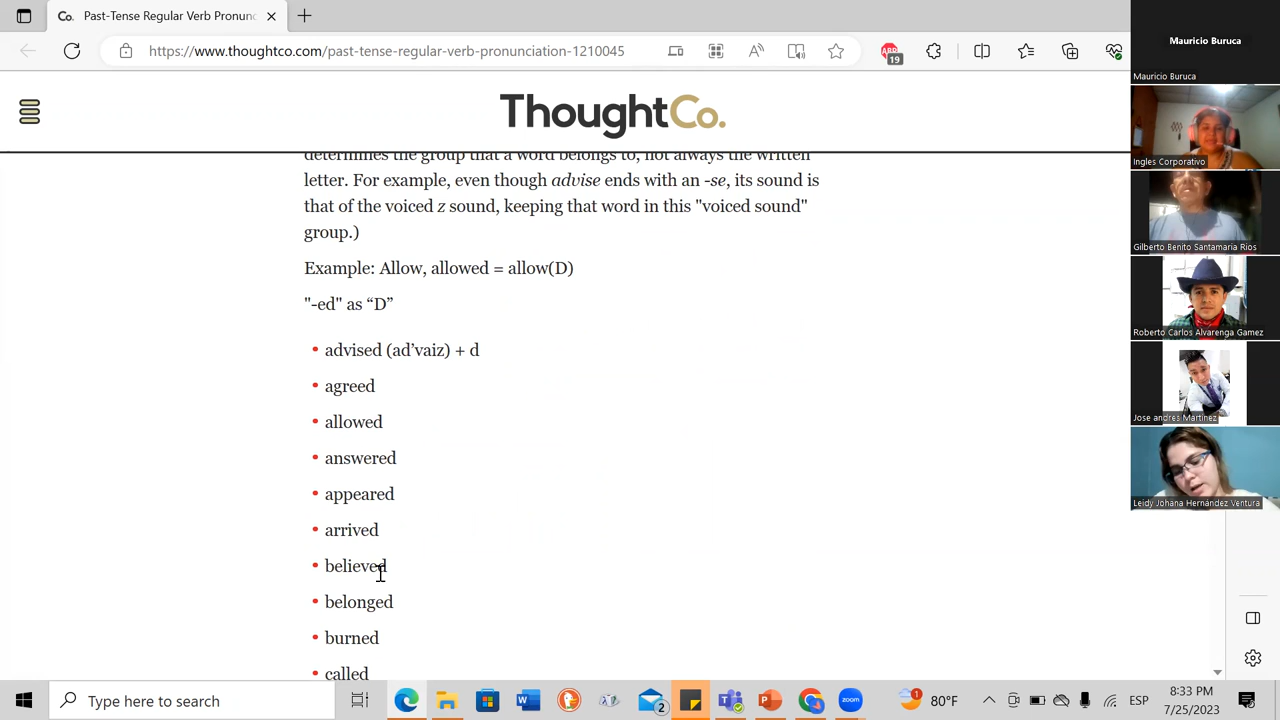 Past-Tense Regular Verb Pronunc
https://www.thoughtco.com/past-tense-regular-verb-pronunciation-1210045
19
ThoughtCo.
determines the group that a word belongs to, not always the written
letter. For example, even though advise ends with an -se, its sound is
that of the voiced z sound, keeping that word in this "voiced sound"
group.)
Example: Allow, allowed = allow(D)
"-ed" as “D”
• advised (ad’vaiz) + d
• agreed
• allowed
• answered
• appeared
• arrived
• believed
• belonged
• burned
• called
Mauricio Buruca
Mauricio Buruca
Ingles Corporativo
Gilberto Benito Santamaria Rios
Roberto Carlos Alvarenga Gamez
Jose andres Martinez
Leidy Johana Hernández Ventura
Type here to search
2
zoom
1
80°F
ESP
8:33 PM
7/25/2023